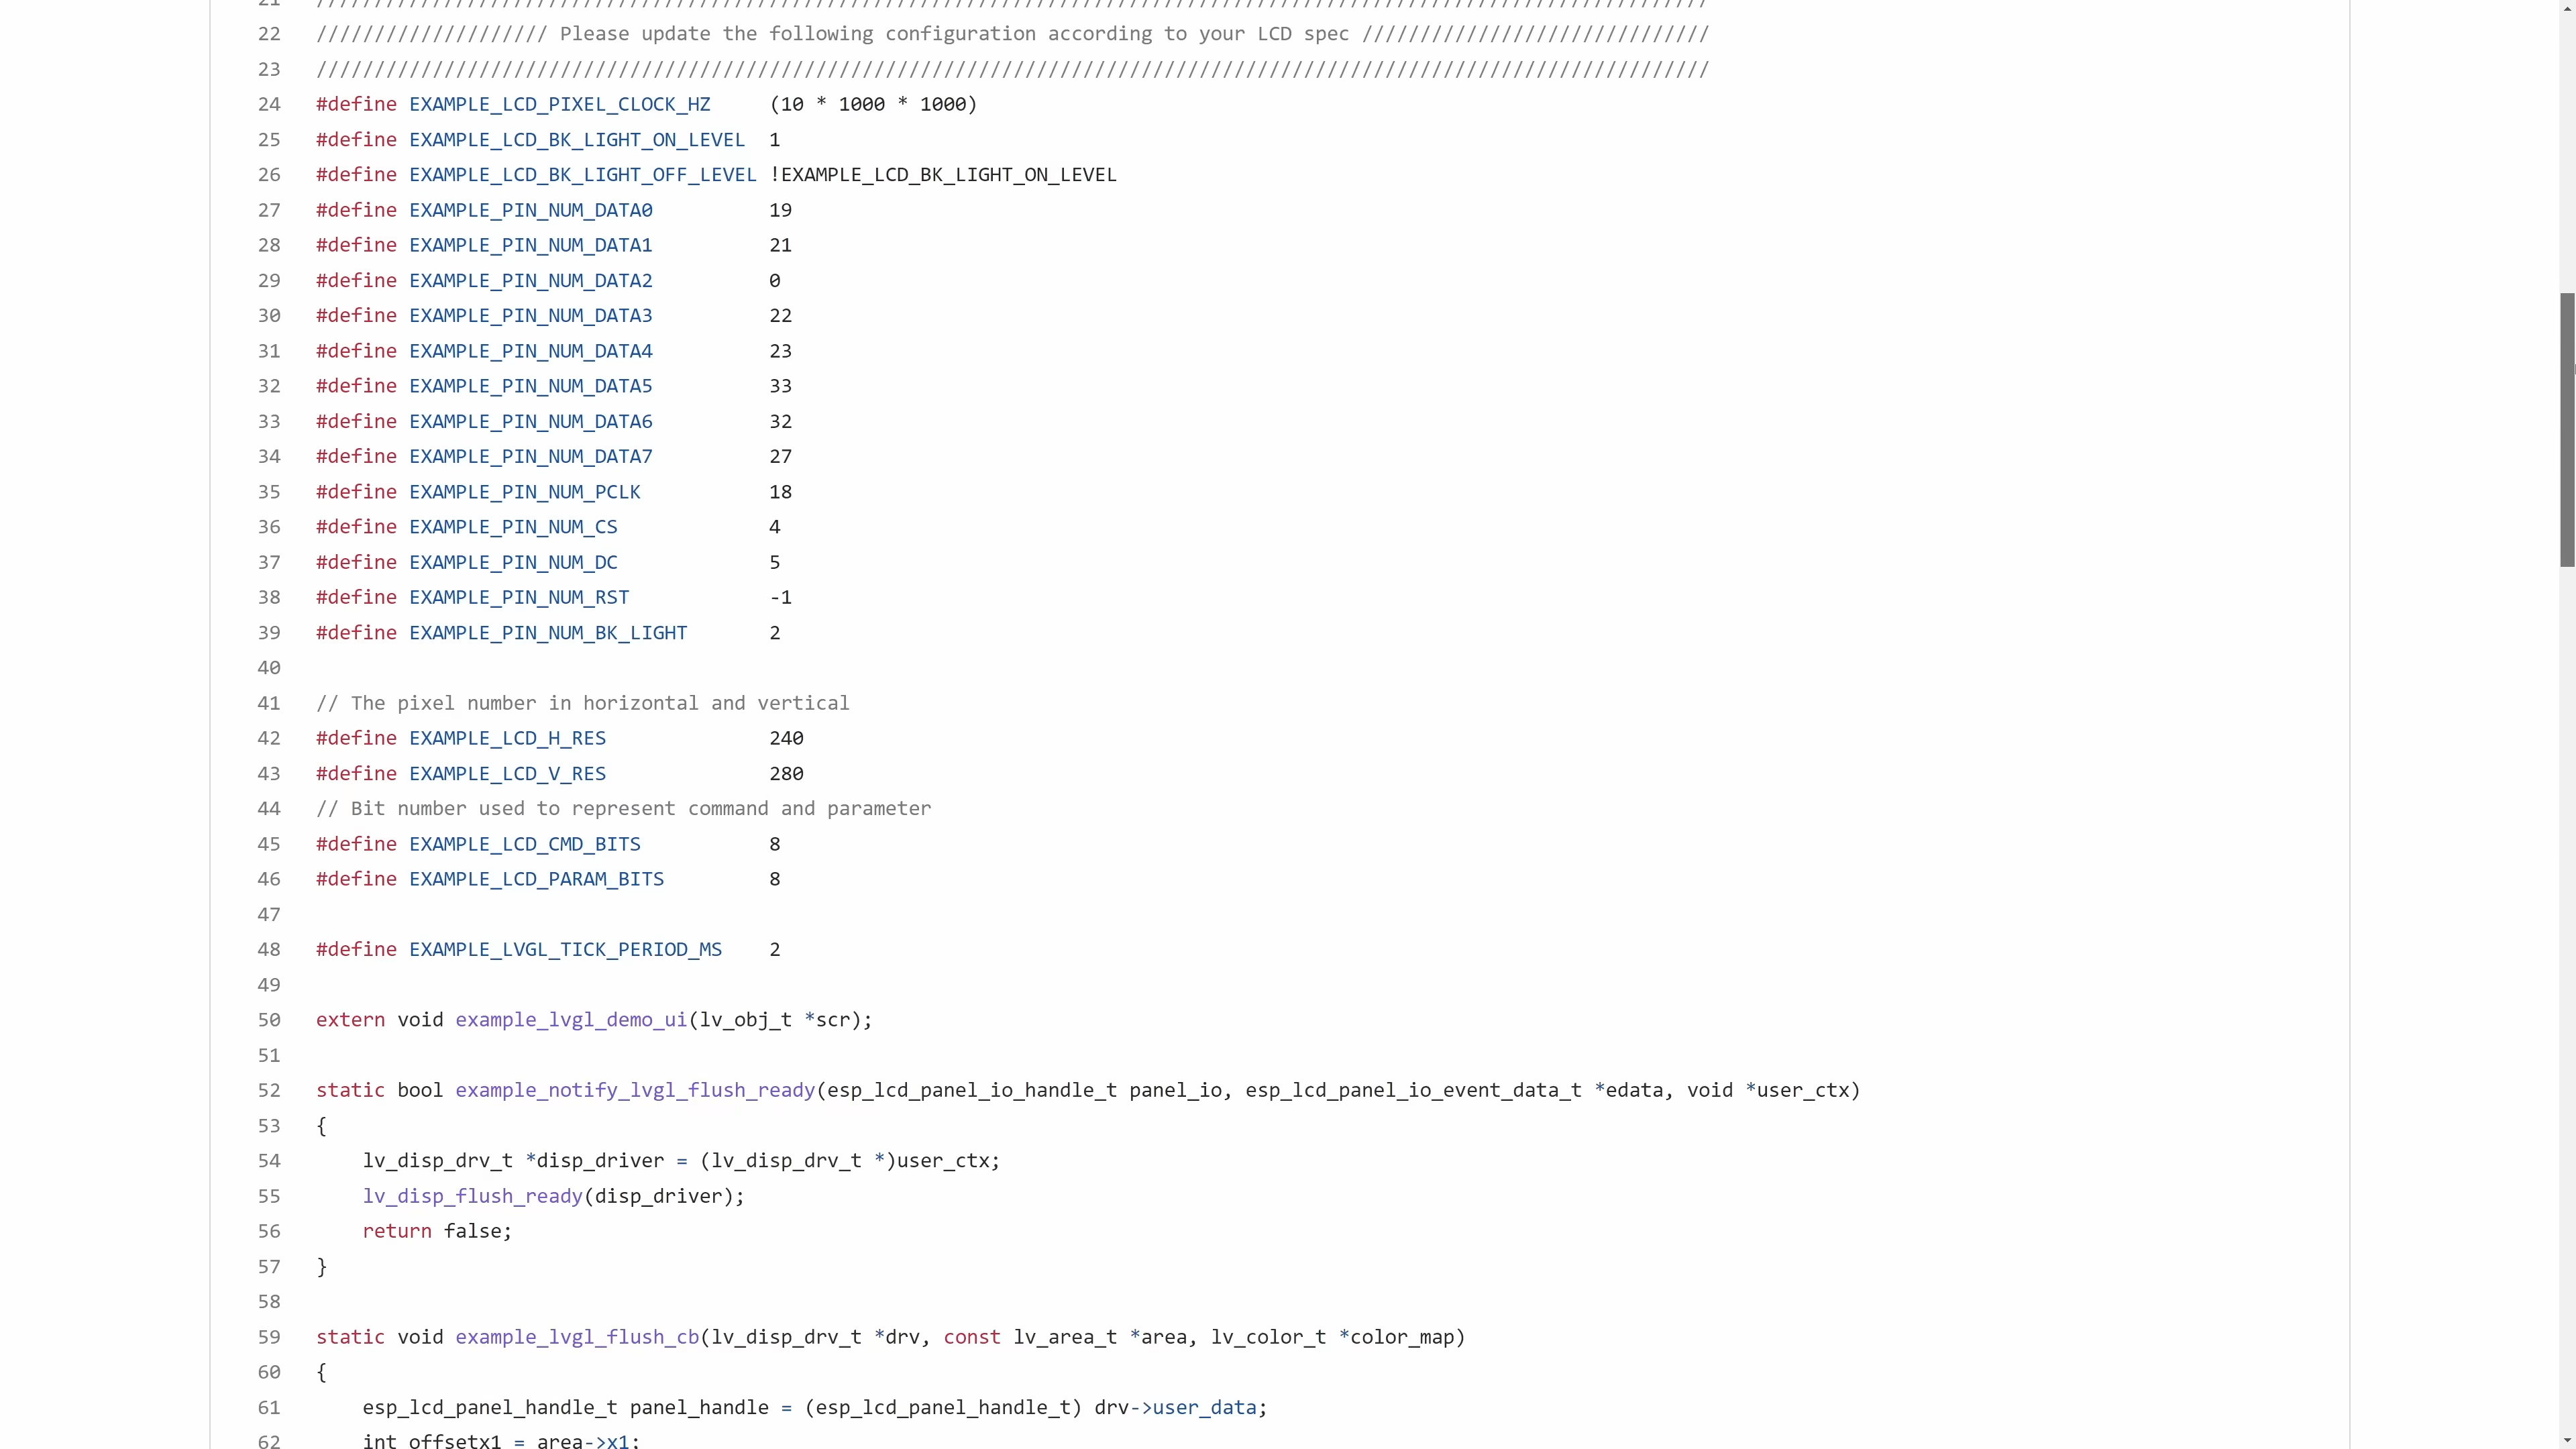 21 ////////////////////////////////////////////////////////////////////////////////////////////////////////////////////////
22 //////////////////// Please update the following configuration according to your LCD spec //////////////////////////////
23 ////////////////////////////////////////////////////////////////////////////////////////////////////////////////////////
24 #define EXAMPLE_LCD_PIXEL_CLOCK_HZ     (10 * 1000 * 1000)
25 #define EXAMPLE_LCD_BK_LIGHT_ON_LEVEL  1
26 #define EXAMPLE_LCD_BK_LIGHT_OFF_LEVEL !EXAMPLE_LCD_BK_LIGHT_ON_LEVEL
27 #define EXAMPLE_PIN_NUM_DATA0          19
28 #define EXAMPLE_PIN_NUM_DATA1          21
29 #define EXAMPLE_PIN_NUM_DATA2          0
30 #define EXAMPLE_PIN_NUM_DATA3          22
31 #define EXAMPLE_PIN_NUM_DATA4          23
32 #define EXAMPLE_PIN_NUM_DATA5          33
33 #define EXAMPLE_PIN_NUM_DATA6          32
34 #define EXAMPLE_PIN_NUM_DATA7          27
35 #define EXAMPLE_PIN_NUM_PCLK           18
36 #define EXAMPLE_PIN_NUM_CS             4
37 #define EXAMPLE_PIN_NUM_DC             5
38 #define EXAMPLE_PIN_NUM_RST            -1
39 #define EXAMPLE_PIN_NUM_BK_LIGHT       2
40
41 // The pixel number in horizontal and vertical
42 #define EXAMPLE_LCD_H_RES              240
43 #define EXAMPLE_LCD_V_RES              280
44 // Bit number used to represent command and parameter
45 #define EXAMPLE_LCD_CMD_BITS           8
46 #define EXAMPLE_LCD_PARAM_BITS         8
47
48 #define EXAMPLE_LVGL_TICK_PERIOD_MS    2
49
50 extern void example_lvgl_demo_ui(lv_obj_t *scr);
51
52 static bool example_notify_lvgl_flush_ready(esp_lcd_panel_io_handle_t panel_io, esp_lcd_panel_io_event_data_t *edata, void *user_ctx)
53 {
54     lv_disp_drv_t *disp_driver = (lv_disp_drv_t *)user_ctx;
55     lv_disp_flush_ready(disp_driver);
56     return false;
57 }
58
59 static void example_lvgl_flush_cb(lv_disp_drv_t *drv, const lv_area_t *area, lv_color_t *color_map)
60 {
61     esp_lcd_panel_handle_t panel_handle = (esp_lcd_panel_handle_t) drv->user_data;
62     int offsetx1 = area->x1;